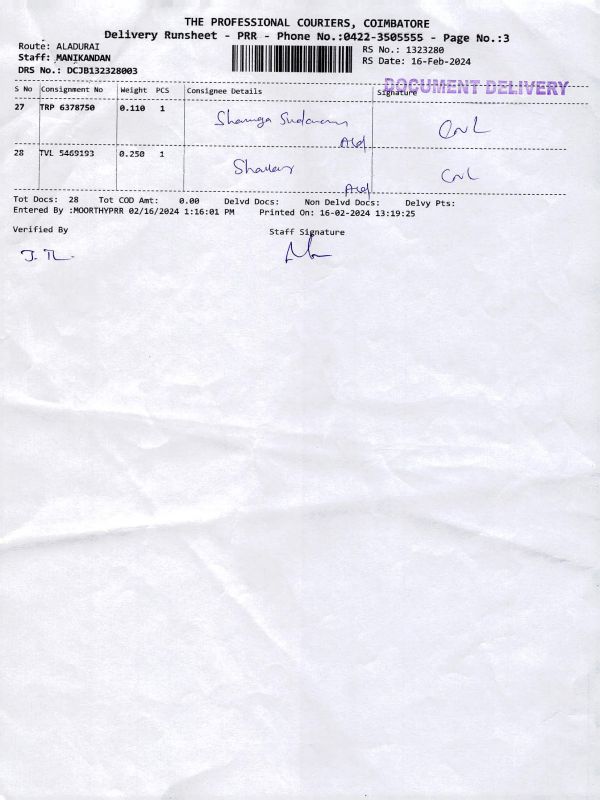 THE PROFESSIONAL COURIERS, COIMBATORE
Delivery Runsheet - PRR - Phone No.:0422-3505555 - Page No.:3
Route: ALADURAI
Staff: MANIKANDAN
DRS No.: DCJB132328003
RS No.: 1323280
RS Date: 16-Feb-2024
DOCUMENT DELIVERY
S No Consignment No Weight PCS Consignee Details Signature
27 TRP 6378750 0.110 1
28 TVL 5469193 0.250 1
Tot Docs: 28 Tot COD Amt: 0.00 Delvd Docs: Non Delvd Docs: Delvy Pts:
Entered By :MOORTHYPRR 02/16/2024 1:16:01 PM Printed On: 16-02-2024 13:19:25
Verified By Staff Signature